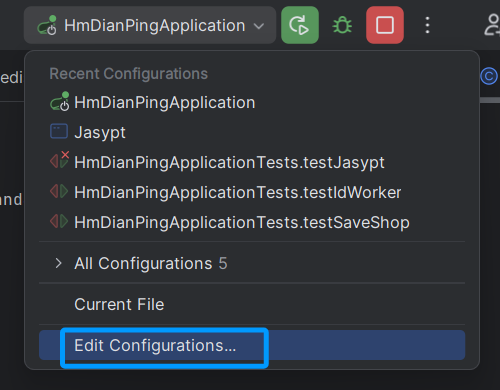 HmDianPingApplication
Recent Configurations
edi
HmDianPingApplication
Jasypt
HmDianPingApplicationTests.testJasypt
HmDianPingApplicationTests.testIdWorker
and
HmDianPingApplicationTests.testSaveShop
All Configurations 5
Current File
Edit Configurations...